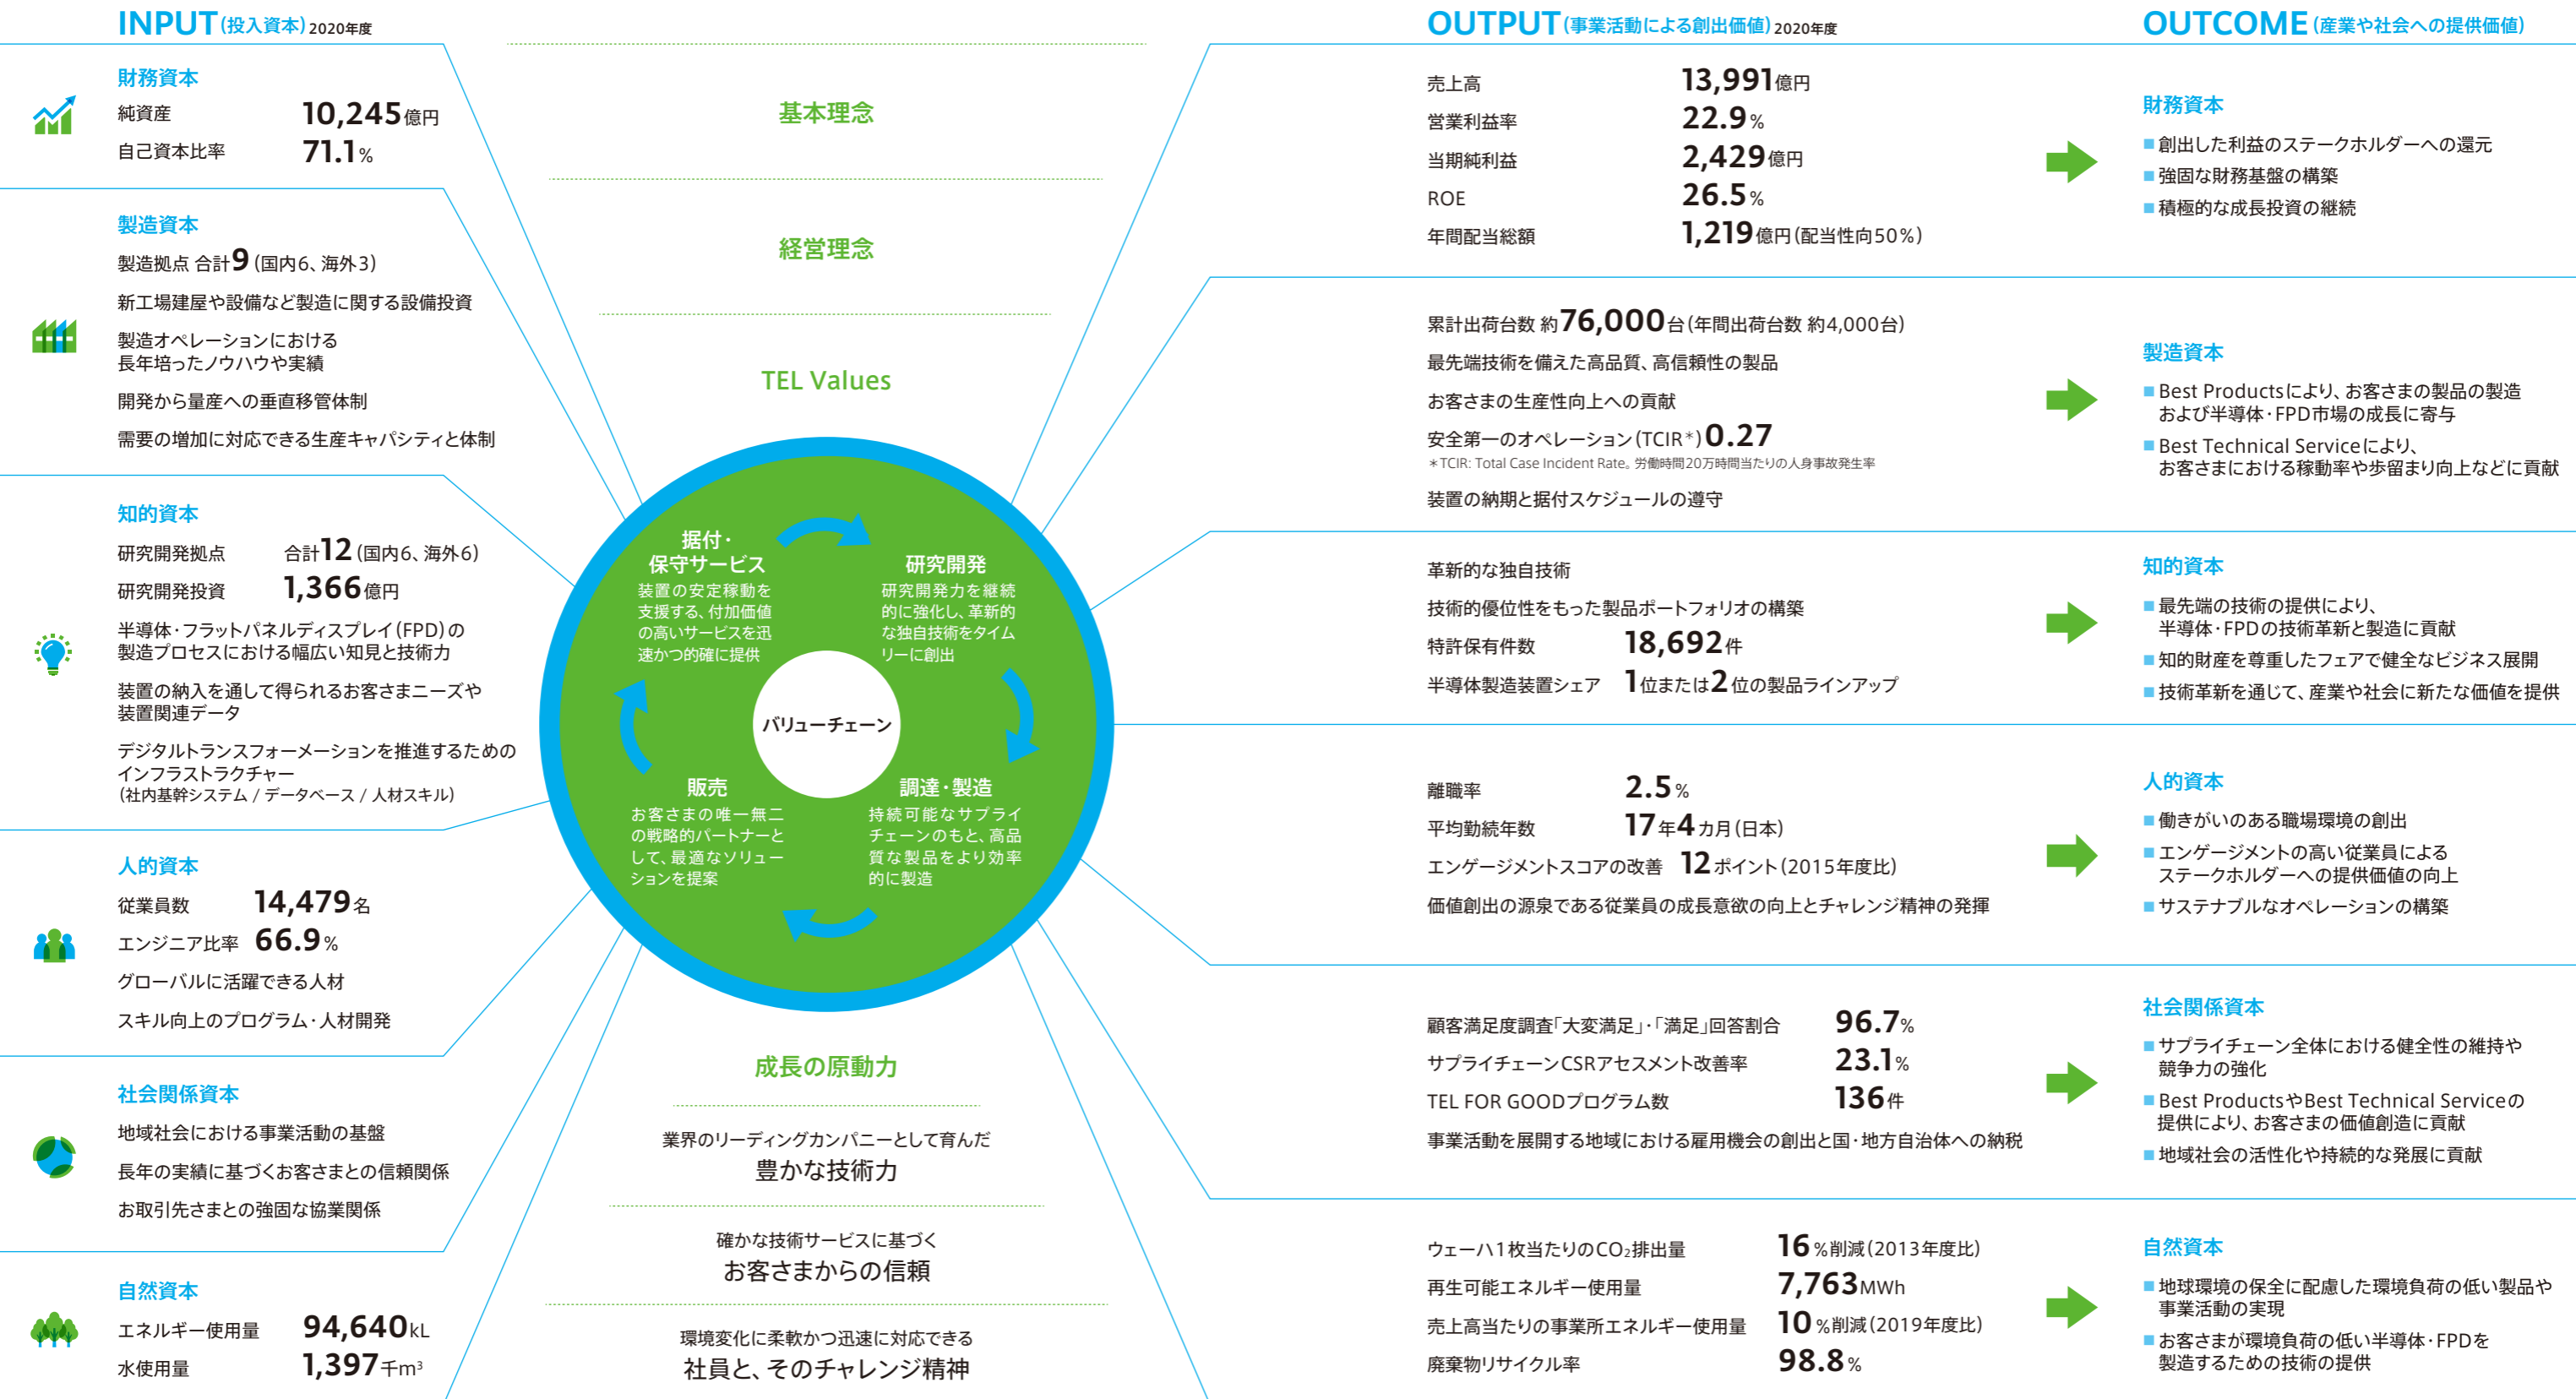 INPUT(投入資本)2020年度
財務資本
純資産 10,245億円
自己資本比率 71.1%
製造資本
製造拠点 合計9(国内6、海外3)
新工場建屋や設備など製造に関する設備投資
製造オペレーションにおける
長年培ったノウハウや実績
開発から量産への垂直移管体制
需要の増加に対応できる生産キャパシティと体制
知的資本
研究開発拠点 合計12(国内6、海外6)
研究開発投資 1,366億円
半導体・フラットパネルディスプレイ(FPD)の
製造プロセスにおける幅広い知見と技術力
装置の納入を通して得られるお客さまニーズや
装置関連データ
デジタルトランスフォーメーションを推進するための
インフラストラクチャー
(社内基幹システム / データベース / 人材スキル)
人的資本
従業員数 14,479名
エンジニア比率 66.9%
グローバルに活躍できる人材
スキル向上のプログラム・人材開発
社会関係資本
地域社会における事業活動の基盤
長年の実績に基づくお客さまとの信頼関係
お取引先さまとの強固な協業関係
自然資本
エネルギー使用量 94,640kL
水使用量 1,397千m³
基本理念
経営理念
TEL Values
据付・
保守サービス
装置の安定稼動を
支援する、付加価値
の高いサービスを迅
速かつ的確に提供
研究開発
研究開発力を継続
的に強化し、革新的
な独自技術をタイム
リーに創出
バリューチェーン
販売
お客さまの唯一無二
の戦略的パートナーと
して、最適なソリュー
ションを提案
調達・製造
持続可能なサプライ
チェーンのもと、高品
質な製品をより効率
的に製造
成長の原動力
業界のリーディングカンパニーとして育んだ
豊かな技術力
確かな技術サービスに基づく
お客さまからの信頼
環境変化に柔軟かつ迅速に対応できる
社員と、そのチャレンジ精神
OUTPUT(事業活動による創出価値)2020年度
売上高 13,991億円
営業利益率 22.9%
当期純利益 2,429億円
ROE 26.5%
年間配当総額 1,219億円(配当性向50%)
累計出荷台数 約76,000台(年間出荷台数 約4,000台)
最先端技術を備えた高品質、高信頼性の製品
お客さまの生産性向上への貢献
安全第一のオペレーション(TCIR*)0.27
*TCIR: Total Case Incident Rate。労働時間20万時間当たりの人身事故発生率
装置の納期と据付スケジュールの遵守
革新的な独自技術
技術的優位性をもった製品ポートフォリオの構築
特許保有件数 18,692件
半導体製造装置シェア 1位または2位の製品ラインアップ
離職率 2.5%
平均勤続年数 17年4カ月(日本)
エンゲージメントスコアの改善 12ポイント(2015年度比)
価値創出の源泉である従業員の成長意欲の向上とチャレンジ精神の発揮
顧客満足度調査「大変満足」・「満足」回答割合 96.7%
サプライチェーンCSRアセスメント改善率 23.1%
TEL FOR GOODプログラム数 136件
事業活動を展開する地域における雇用機会の創出と国・地方自治体への納税
ウェーハ1枚当たりのCO₂排出量 16%削減(2013年度比)
再生可能エネルギー使用量 7,763MWh
売上高当たりの事業所エネルギー使用量 10%削減(2019年度比)
廃棄物リサイクル率 98.8%
OUTCOME(産業や社会への提供価値)
財務資本
■創出した利益のステークホルダーへの還元
■強固な財務基盤の構築
■積極的な成長投資の継続
製造資本
■Best Productsにより、お客さまの製品の製造
および半導体・FPD市場の成長に寄与
■Best Technical Serviceにより、
お客さまにおける稼動率や歩留まり向上などに貢献
知的資本
■最先端の技術の提供により、
半導体・FPDの技術革新と製造に貢献
■知的財産を尊重したフェアで健全なビジネス展開
■技術革新を通じて、産業や社会に新たな価値を提供
人的資本
■働きがいのある職場環境の創出
■エンゲージメントの高い従業員による
ステークホルダーへの提供価値の向上
■サステナブルなオペレーションの構築
社会関係資本
■サプライチェーン全体における健全性の維持や
競争力の強化
■Best ProductsやBest Technical Serviceの
提供により、お客さまの価値創造に貢献
■地域社会の活性化や持続的な発展に貢献
自然資本
■地球環境の保全に配慮した環境負荷の低い製品や
事業活動の実現
■お客さまが環境負荷の低い半導体・FPDを
製造するための技術の提供